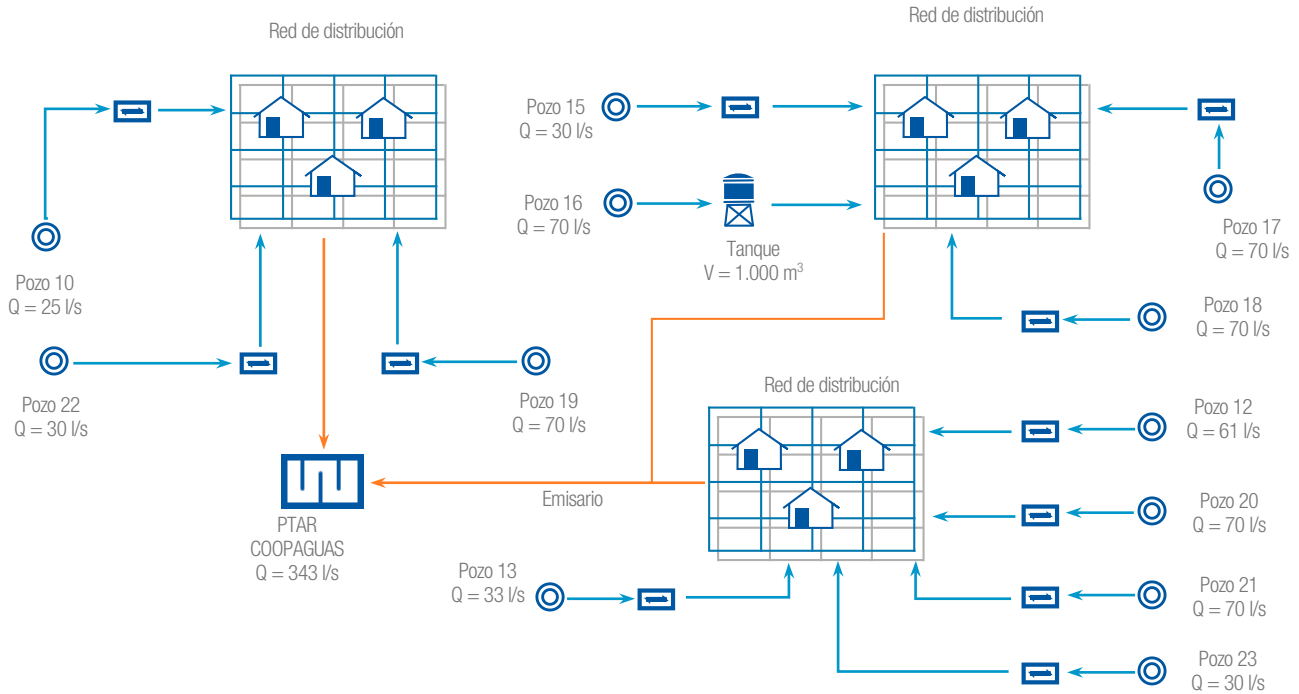 Red de distribución
Red de distribución
Pozo 15
Q = 30 l/s
Pozo 16
Q = 70 l/s
Tanque
V = 1.000 m³
Pozo 17
Q = 70 l/s
Pozo 10
Q = 25 l/s
Pozo 18
Q = 70 l/s
Pozo 22
Q = 30 l/s
Pozo 19
Q = 70 l/s
Red de distribución
Pozo 12
Q = 61 l/s
Emisario
PTAR
COOPAGUAS
Q = 343 l/s
Pozo 20
Q = 70 l/s
Pozo 13
Q = 33 l/s
Pozo 21
Q = 70 l/s
Pozo 23
Q = 30 l/s